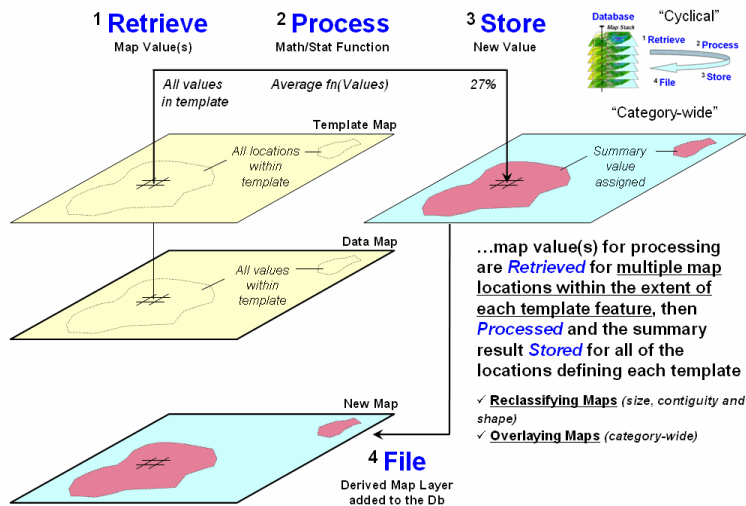 1 Retrieve
Map Value(s)
2 Process
Math/Stat Function
3 Store
New Value
“Cyclical”
Database
Map Stack
1 Retrieve
2 Process
3 Store
4 File
All values
in template
Average fn(Values)
27%
“Category-wide”
Template Map
All locations
within
template
Summary
value
assigned
Data Map
All values
within
template
…map value(s) for processing
are Retrieved for multiple map
locations within the extent of
each template feature, then
Processed and the summary
result Stored for all of the
locations defining each template
✓ Reclassifying Maps (size, contiguity and
shape)
✓ Overlaying Maps (category-wide)
New Map
4 File
Derived Map Layer
added to the Db